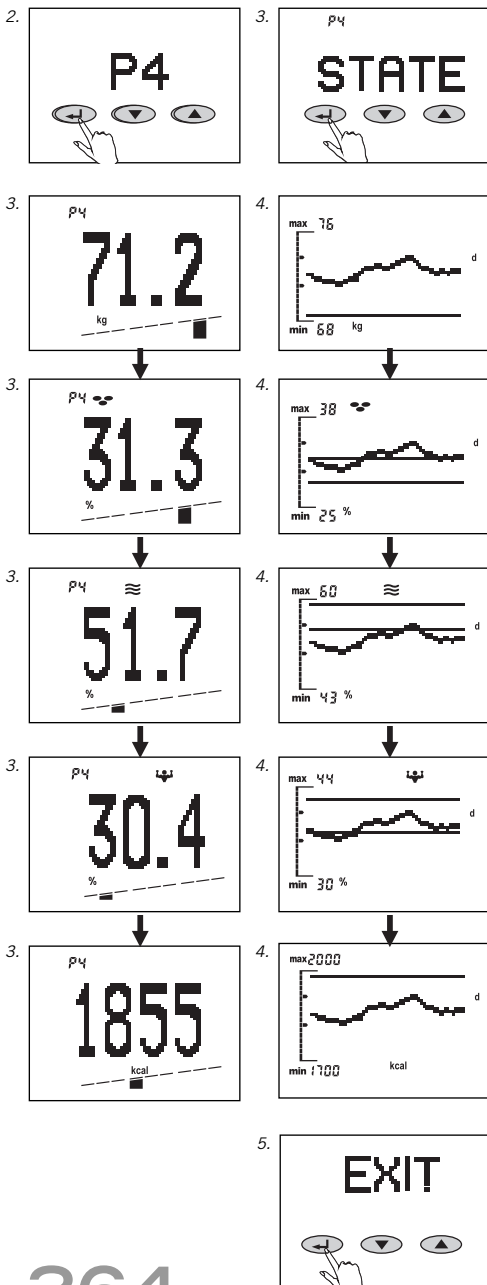 2.
P4
3.
P4
STATE
3.
P4
71.2
kg
4.
max 76
d
min 68 kg
3.
P4
31.3
%
4.
max 38
d
min 25 %
3.
P4
51.7
%
4.
max 60
d
min 43 %
3.
P4
30.4
%
4.
max 44
d
min 30 %
3.
P4
1855
kcal
4.
max 2000
d
min 1700 kcal
5.
EXIT
264